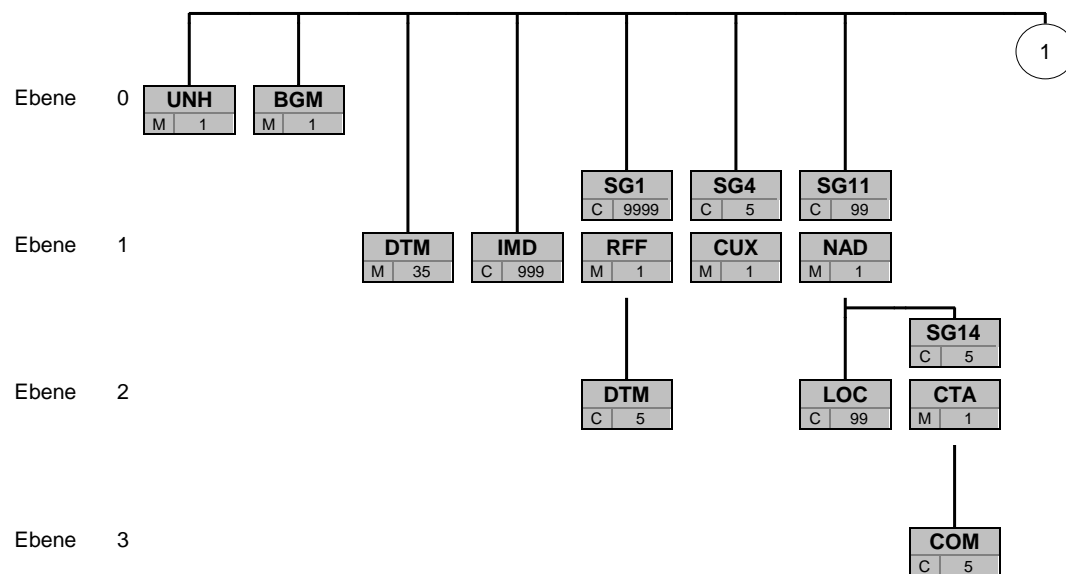 1
Ebene 0 UNH BGM
M 1 M 1
SG1 SG4 SG11
C 9999 C 5 C 99
Ebene 1 DTM IMD RFF CUX NAD
M 35 C 999 M 1 M 1 M 1
SG14
C 5
Ebene 2 DTM LOC CTA
C 5 C 99 M 1
Ebene 3 COM
C 5